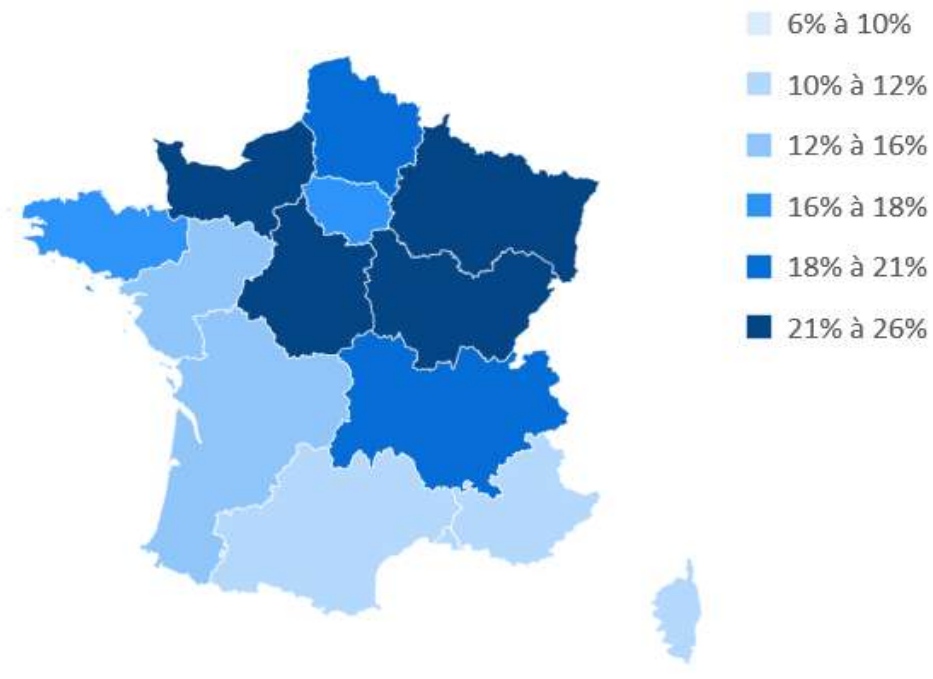 6% à 10%
10% à 12%
12% à 16%
16% à 18%
18% à 21%
21% à 26%